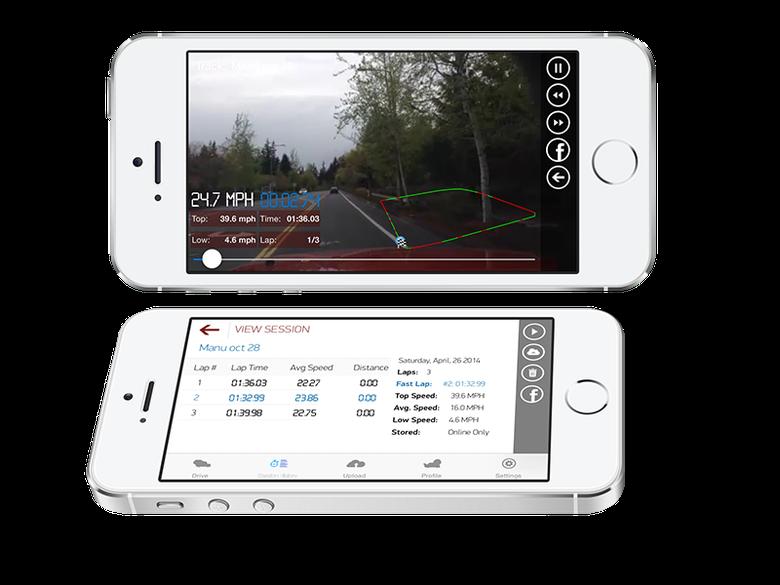 24.7 MPH 00:02.74
Top: 39.6 mph Time: 01:36.03
Low: 4.6 mph Lap: 1/3
VIEW SESSION
Manu oct 28
Lap # Lap Time Avg Speed Distance
1 01:36.03 22.27 0.00
2 01:32.99 23.86 0.00
3 01:39.98 22.75 0.00
Saturday, April, 26 2014
Laps: 3
Fast Lap: #2: 01:32.99
Top Speed: 39.6 MPH
Avg. Speed: 16.0 MPH
Low Speed: 4.6 MPH
Stored: Online Only
Drive Session History Upload Profile Settings